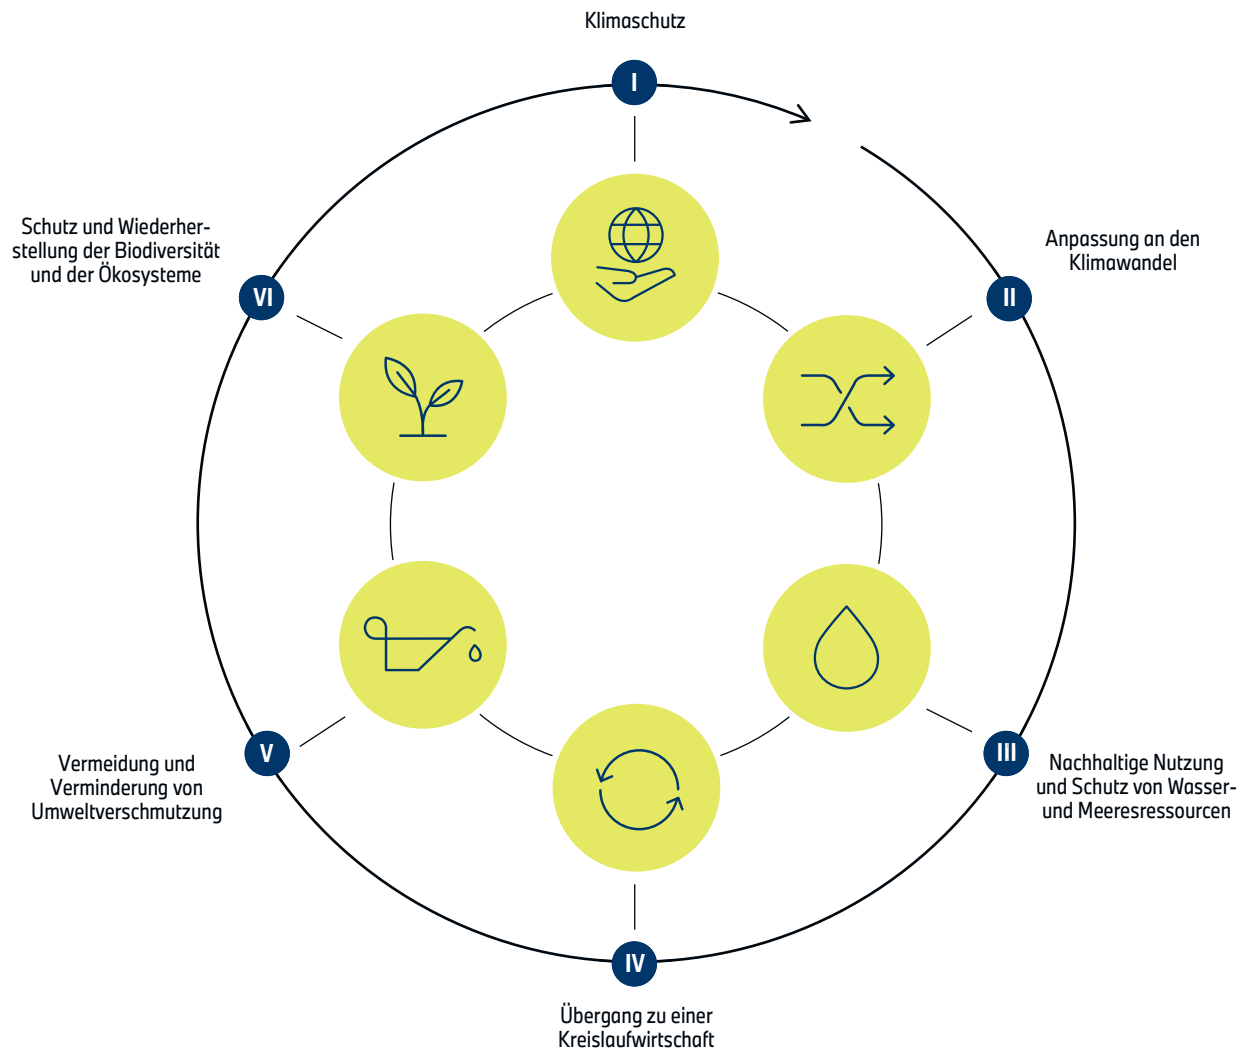 Klimaschutz
I
Anpassung an den
Klimawandel
II
III
Nachhaltige Nutzung
und Schutz von Wasser-
und Meeresressourcen
IV
Übergang zu einer
Kreislaufwirtschaft
V
Vermeidung und
Verminderung von
Umweltverschmutzung
Schutz und Wiederher-
stellung der Biodiversität
und der Ökosysteme
VI